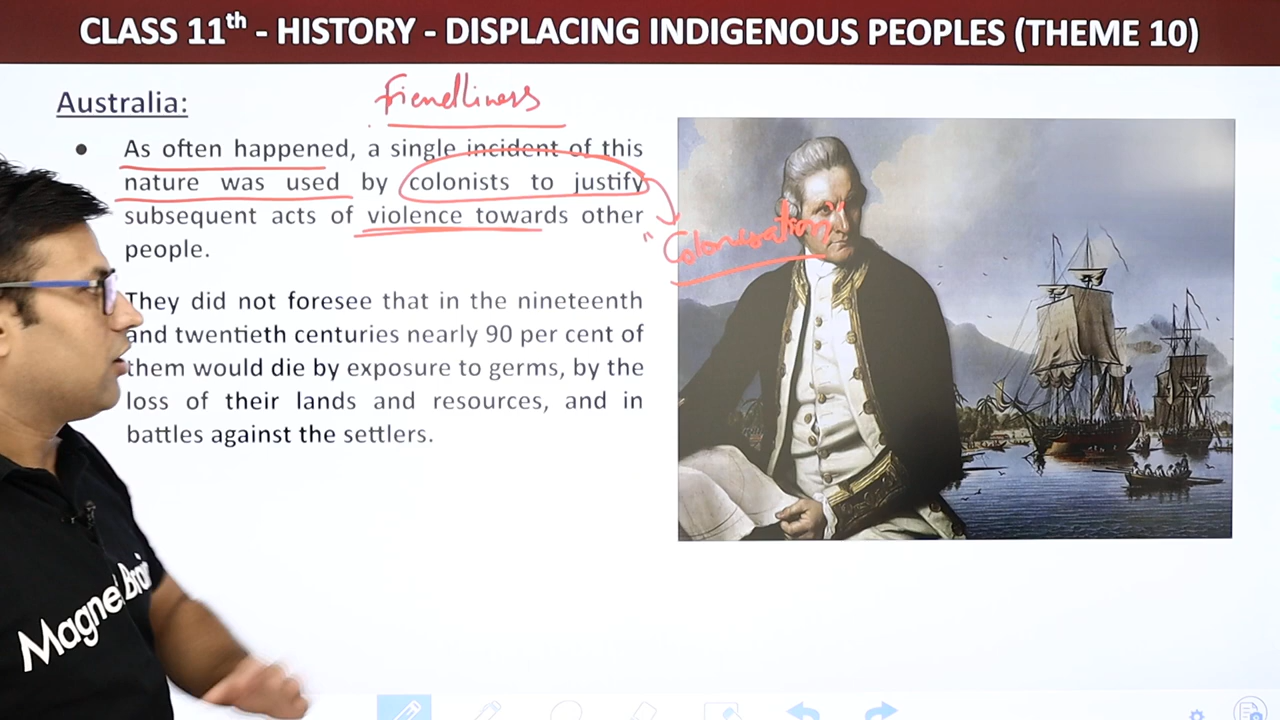 CLASS 11th - HISTORY - DISPLACING INDIGENOUS PEOPLES (THEME 10)
Australia:
friendliness
• As often happened, a single incident of this
nature was used by colonists to justify
subsequent acts of violence towards other
people.
"Colonisation"
They did not foresee that in the nineteenth
and twentieth centuries nearly 90 per cent of
them would die by exposure to germs, by the
loss of their lands and resources, and in
battles against the settlers.
Magnet Brain